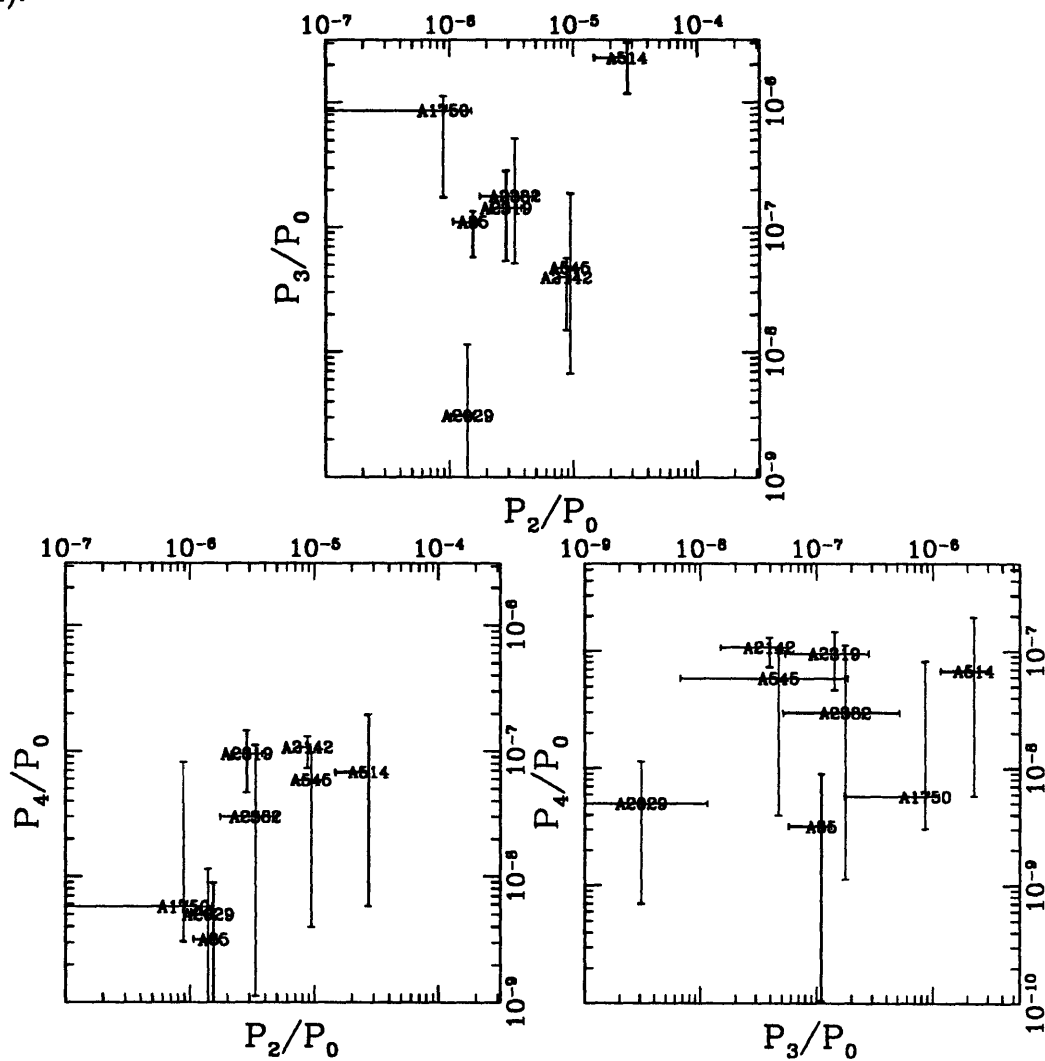 ).
10⁻⁷ 10⁻⁶ 10⁻⁵ 10⁻⁴
A514
A1750
A2382
A2319
A85
A545
A2142
A2029
P₃/P₀
10⁻⁶
10⁻⁷
10⁻⁸
10⁻⁹
P₂/P₀
10⁻⁷ 10⁻⁶ 10⁻⁵ 10⁻⁴
A2319
A2142
A545
A514
A2382
A1750
A2029
A85
P₄/P₀
10⁻⁶
10⁻⁷
10⁻⁸
10⁻⁹
P₂/P₀
10⁻⁹ 10⁻⁸ 10⁻⁷ 10⁻⁶
A2142
A2319
A545
A514
A2382
A2029
A1750
A85
P₄/P₀
10⁻⁷
10⁻⁸
10⁻⁹
10⁻¹⁰
P₃/P₀